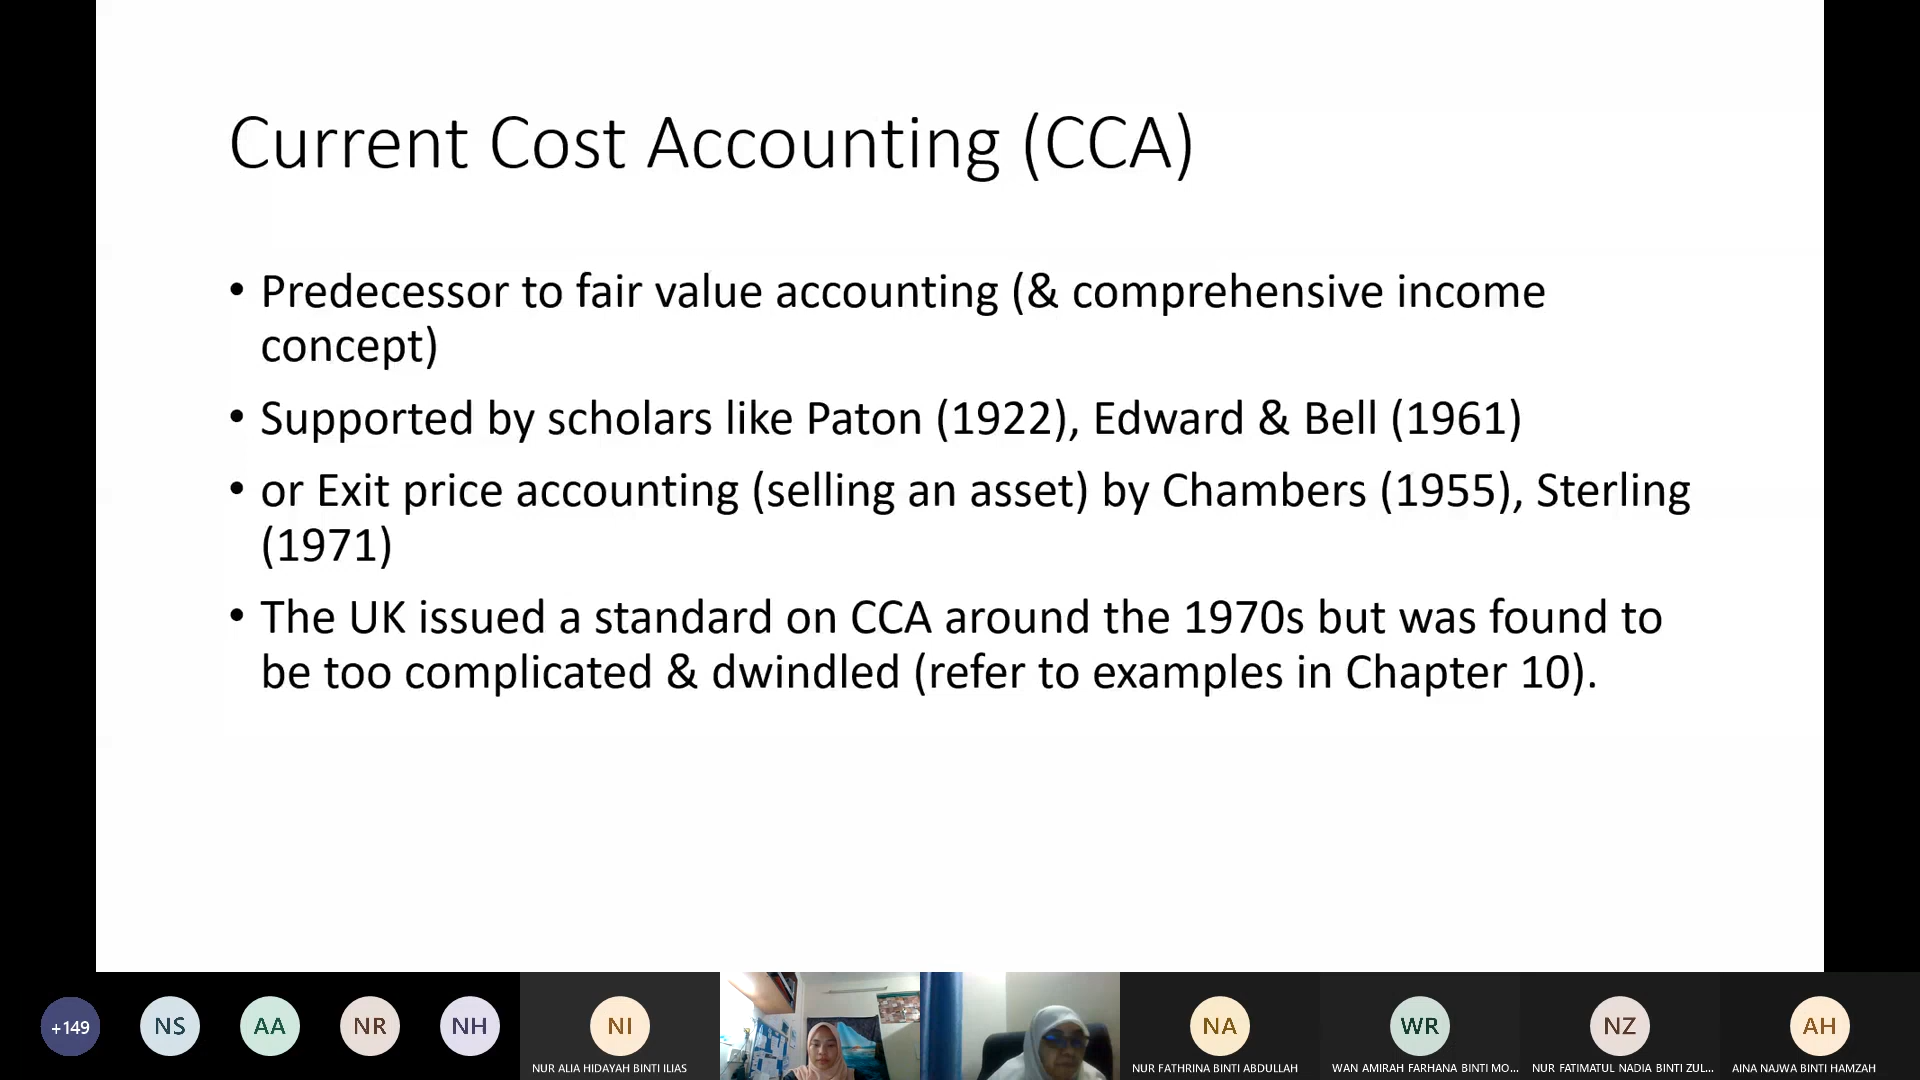 Current Cost Accounting (CCA)
• Predecessor to fair value accounting (& comprehensive income
concept)
• Supported by scholars like Paton (1922), Edward & Bell (1961)
• or Exit price accounting (selling an asset) by Chambers (1955), Sterling
(1971)
• The UK issued a standard on CCA around the 1970s but was found to
be too complicated & dwindled (refer to examples in Chapter 10).
+149
NS
AA
NR
NH
NI
NUR ALIA HIDAYAH BINTI ILIAS
NA
NUR FATHRINA BINTI ABDULLAH
WR
WAN AMIRAH FARHANA BINTI MO...
NZ
NUR FATIMATUL NADIA BINTI ZUL...
AH
AINA NAJWA BINTI HAMZAH